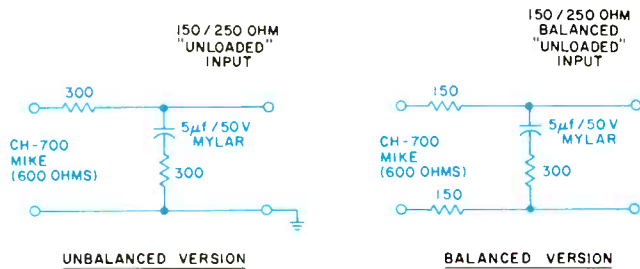 150/250 OHM
"UNLOADED"
INPUT
300
5µf/50V
MYLAR
CH-700
MIKE
(600 OHMS)
300
UNBALANCED VERSION
150/250 OHM
BALANCED
"UNLOADED"
INPUT
150
5µf/50V
MYLAR
CH-700
MIKE
(600 OHMS)
300
150
BALANCED VERSION